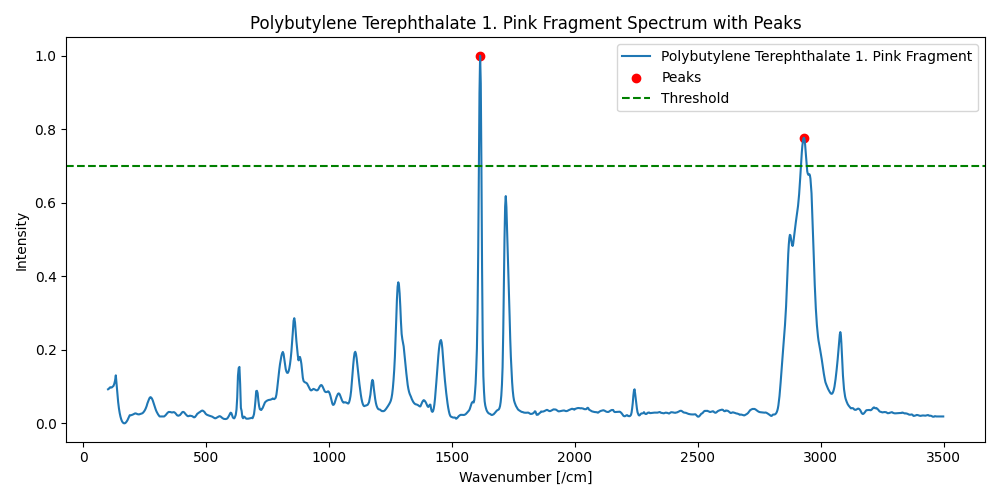 Polybutylene Terephthalate 1. Pink Fragment Spectrum with Peaks
Polybutylene Terephthalate 1. Pink Fragment
Peaks
Threshold
1.0
0.8
0.6
0.4
0.2
0.0
Intensity
0 500 1000 1500 2000 2500 3000 3500
Wavenumber [/cm]